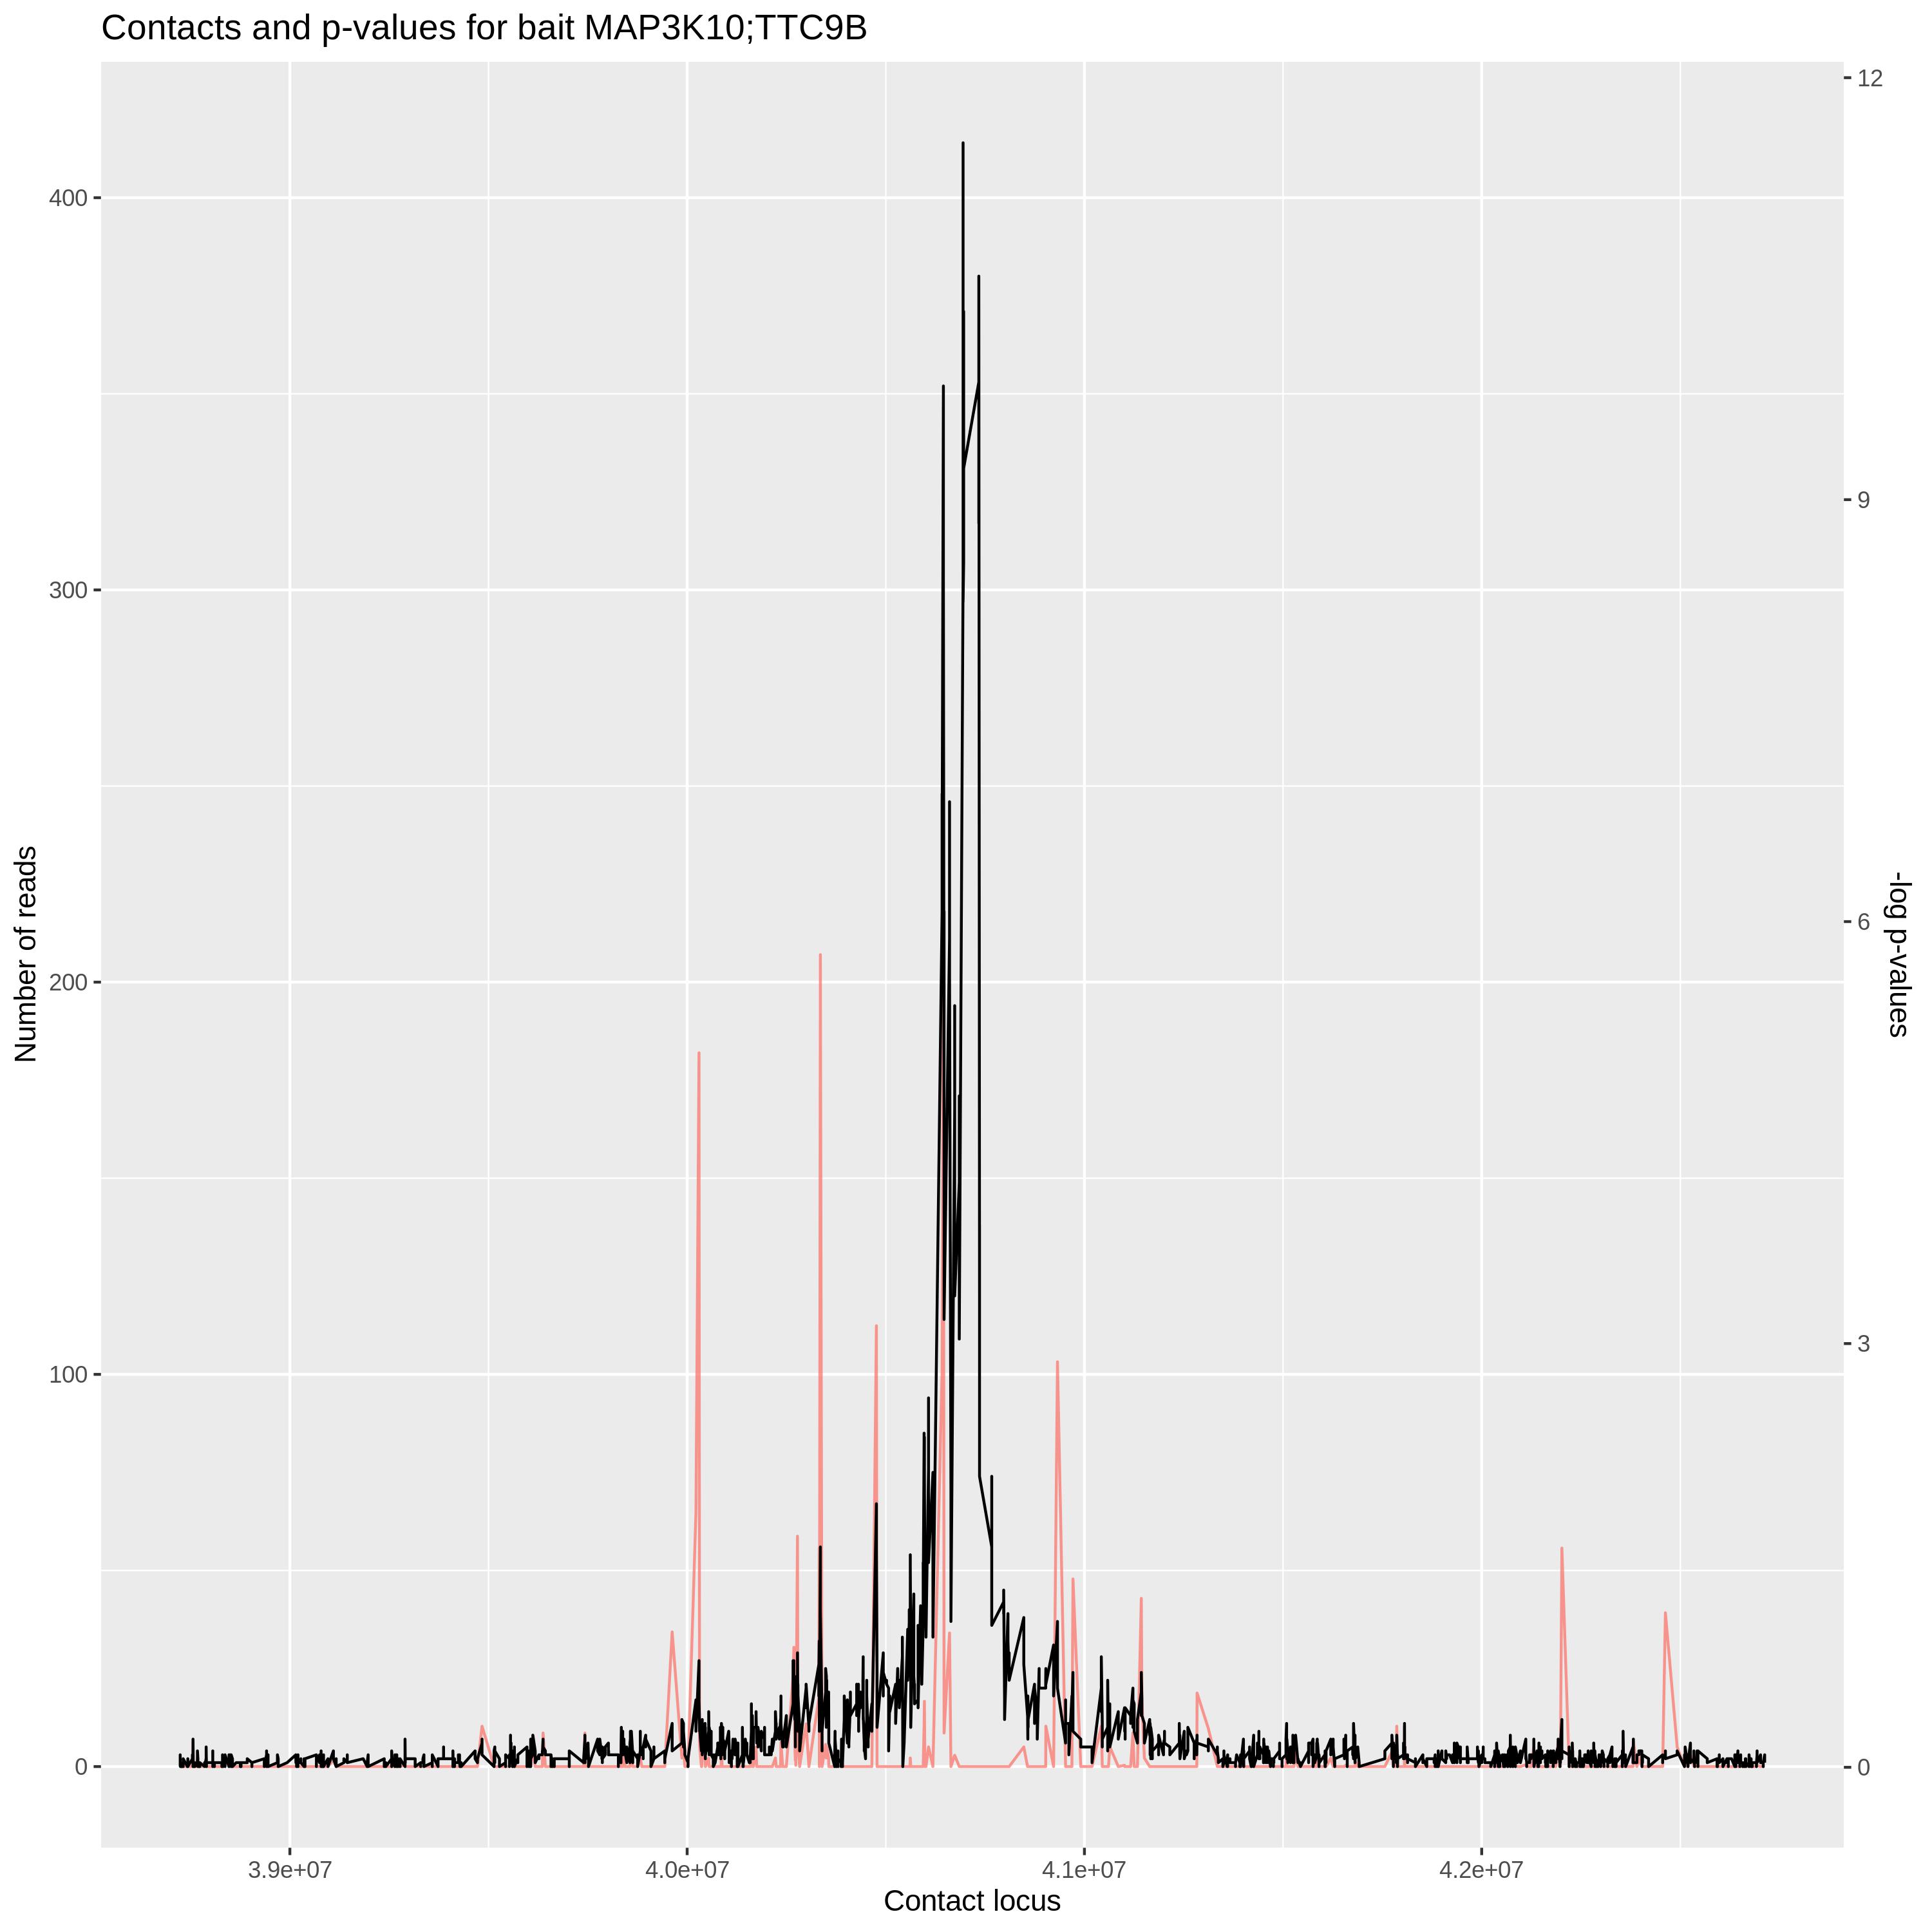 Contacts and p-values for bait MAP3K10;TTC9B
12
400
9
300
6
200
3
100
0
0
Number of reads
-log p-values
3.9e+07 4.0e+07 4.1e+07 4.2e+07
Contact locus